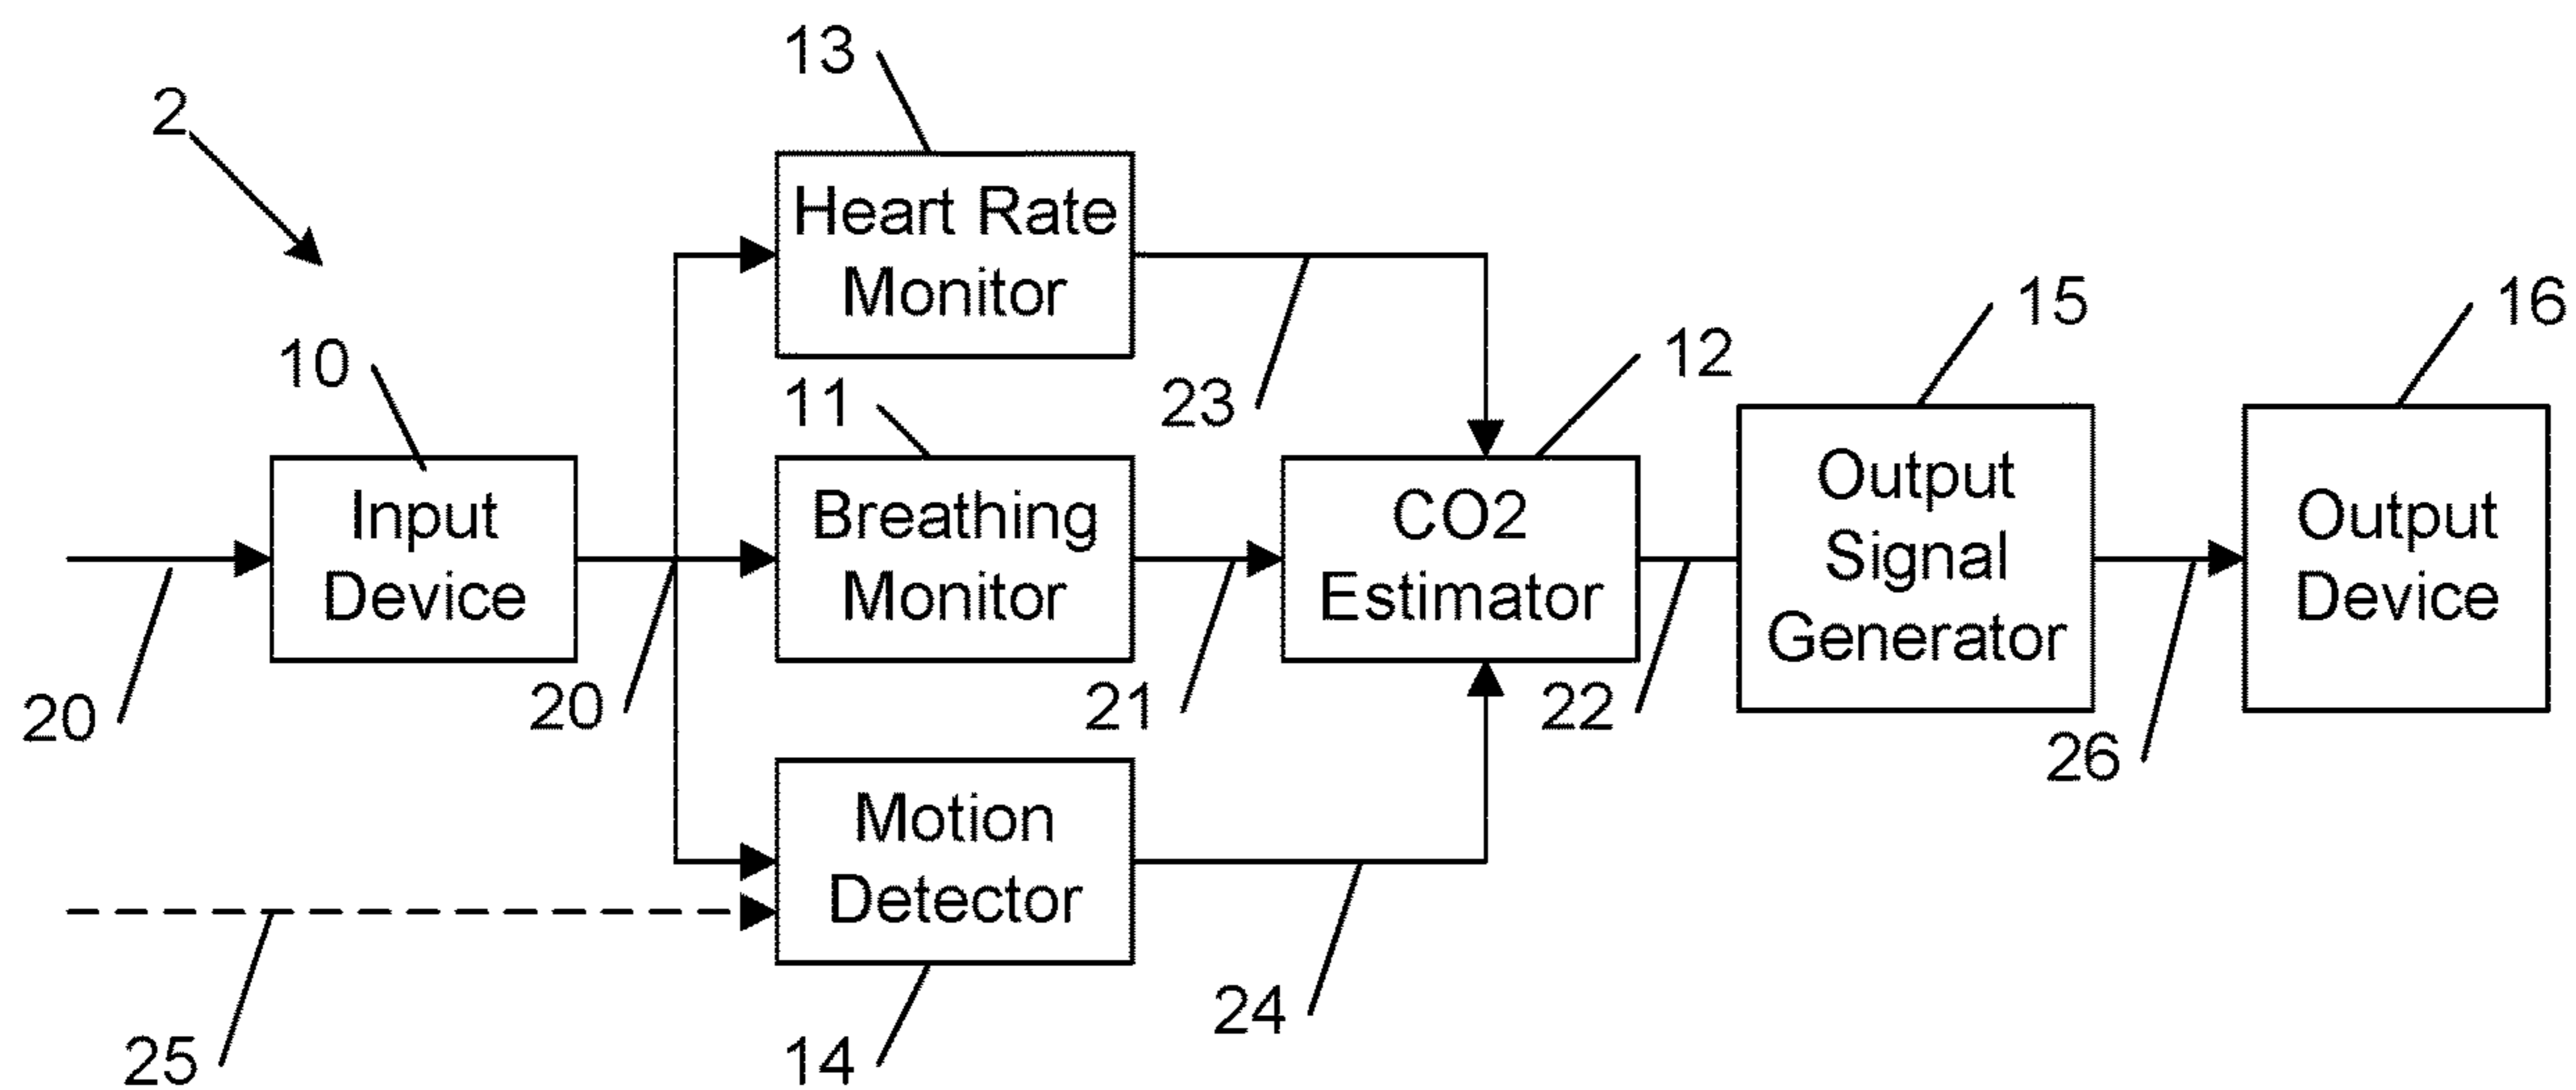 13
2
Heart Rate
Monitor
10
23
11
12
15
16
Input
Device
Breathing
Monitor
CO2
Estimator
Output
Signal
Generator
Output
Device
20
20
21
22
26
Motion
Detector
25
14
24